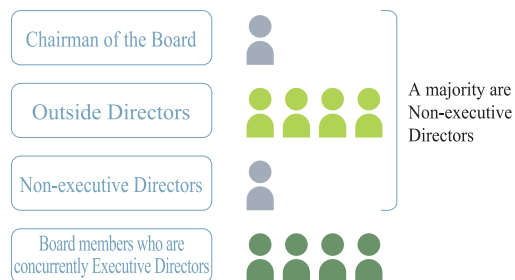 Chairman of the Board
Outside Directors
A majority are
Non-executive
Directors
Non-executive Directors
Board members who are
concurrently Executive Directors